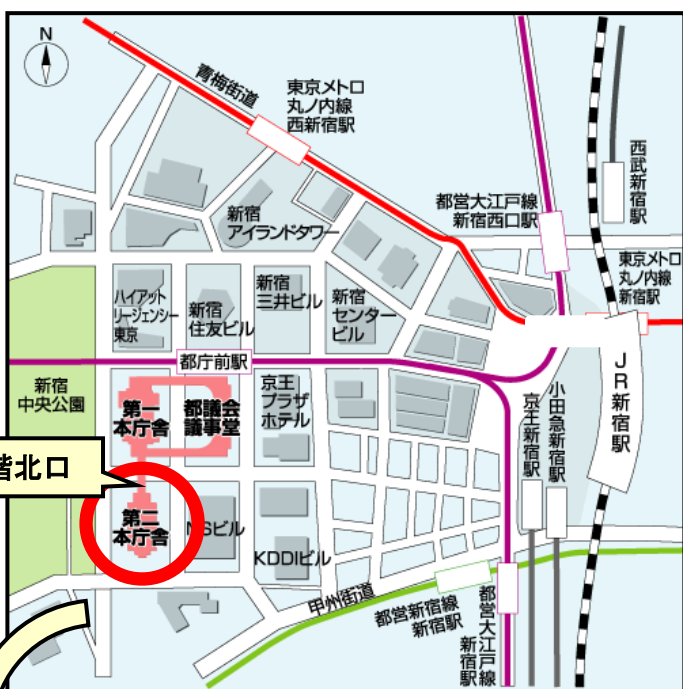 N
青梅街道
東京メトロ
丸ノ内線
西新宿駅
西武新宿駅
都営大江戸線
新宿西口駅
新宿
アイランドタワー
東京メトロ
丸ノ内線
新宿駅
ハイアット
リージェンシー
東京
新宿
住友ビル
新宿
三井ビル
新宿
センター
ビル
都庁前駅
JR新宿駅
新宿
中央公園
第一
本庁舎
都議会
議事堂
京王
プラザ
ホテル
京王新宿駅
小田急新宿駅
階北口
第二
本庁舎
NSビル
KDDIビル
甲州街道
都営新宿線
新宿駅
都営大江戸線
新宿駅